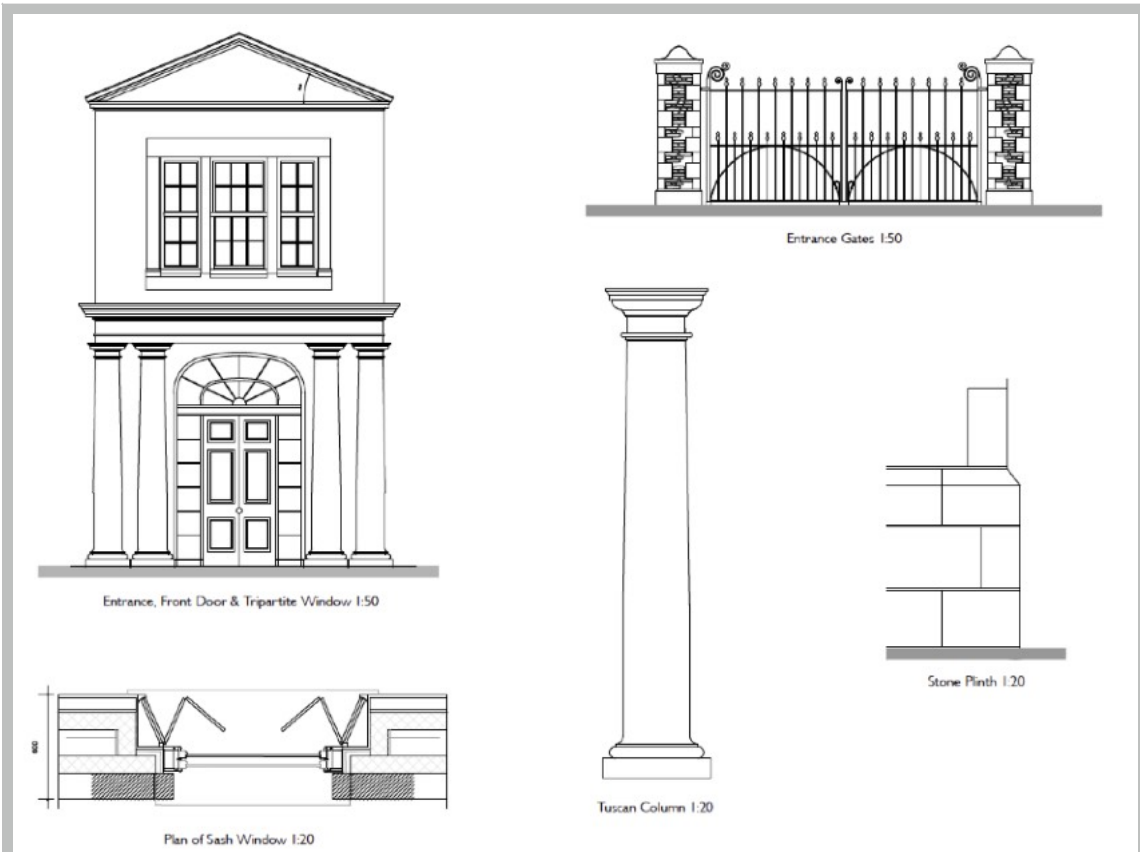 Entrance Gates 1:50
Entrance, Front Door & Tripartite Window 1:50
Stone Plinth 1:20
600
Tuscan Column 1:20
Plan of Sash Window 1:20